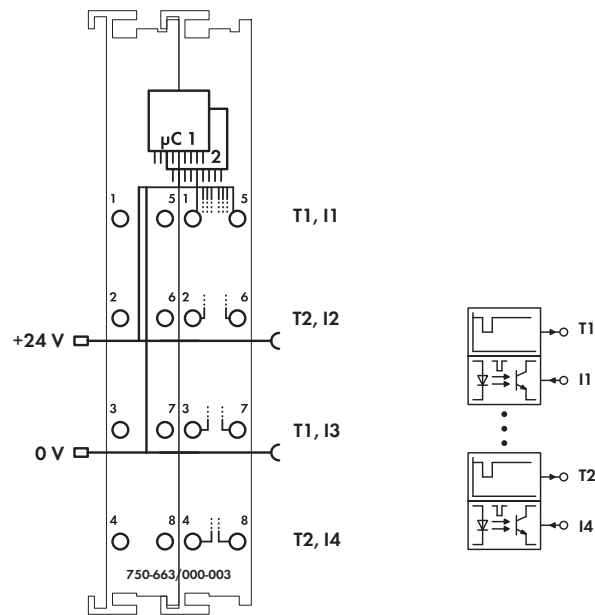 µC 1
2
1 5 1 5
T1, I1
2 6 2 6
T2, I2
+24 V
3 7 3 7
T1, I3
0 V
4 8 4 8
T2, I4
750-663/000-003
T1
I1
T2
I4